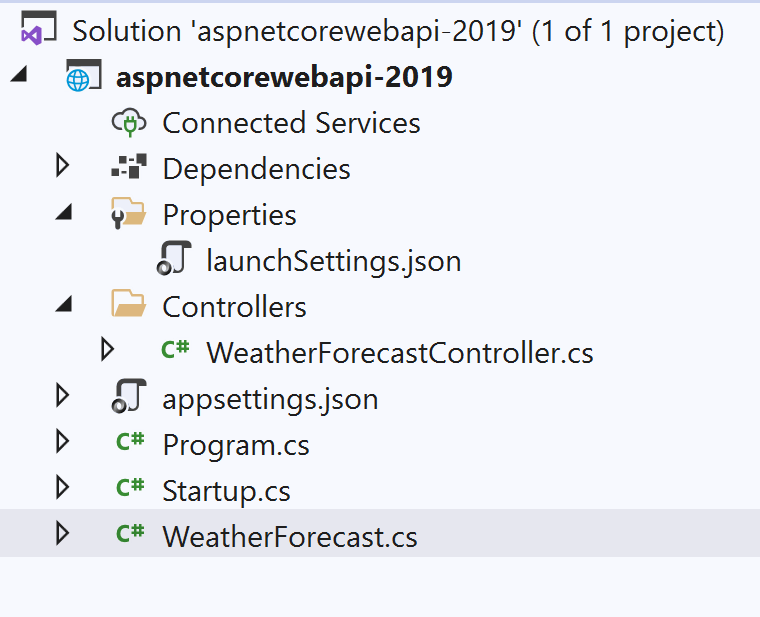 Solution 'aspnetcorewebapi-2019' (1 of 1 project)
aspnetcorewebapi-2019
Connected Services
Dependencies
Properties
launchSettings.json
Controllers
C# WeatherForecastController.cs
appsettings.json
C# Program.cs
C# Startup.cs
C# WeatherForecast.cs